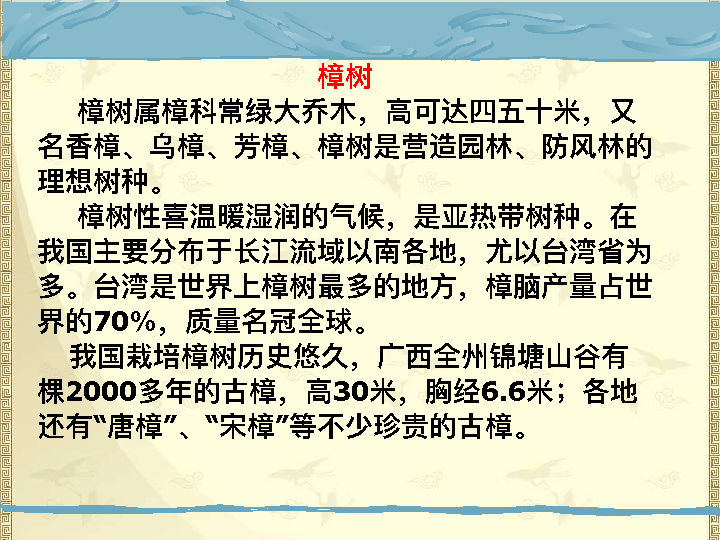 樟树
樟树属樟科常绿大乔木，高可达四五十米，又
名香樟、乌樟、芳樟、樟树是营造园林、防风林的
理想树种。
樟树性喜温暖湿润的气候，是亚热带树种。在
我国主要分布于长江流域以南各地，尤以台湾省为
多。台湾是世界上樟树最多的地方，樟脑产量占世
界的70%，质量名冠全球。
我国栽培樟树历史悠久，广西全州锦塘山谷有
棵2000多年的古樟，高30米，胸经6.6米；各地
还有“唐樟”、“宋樟”等不少珍贵的古樟。